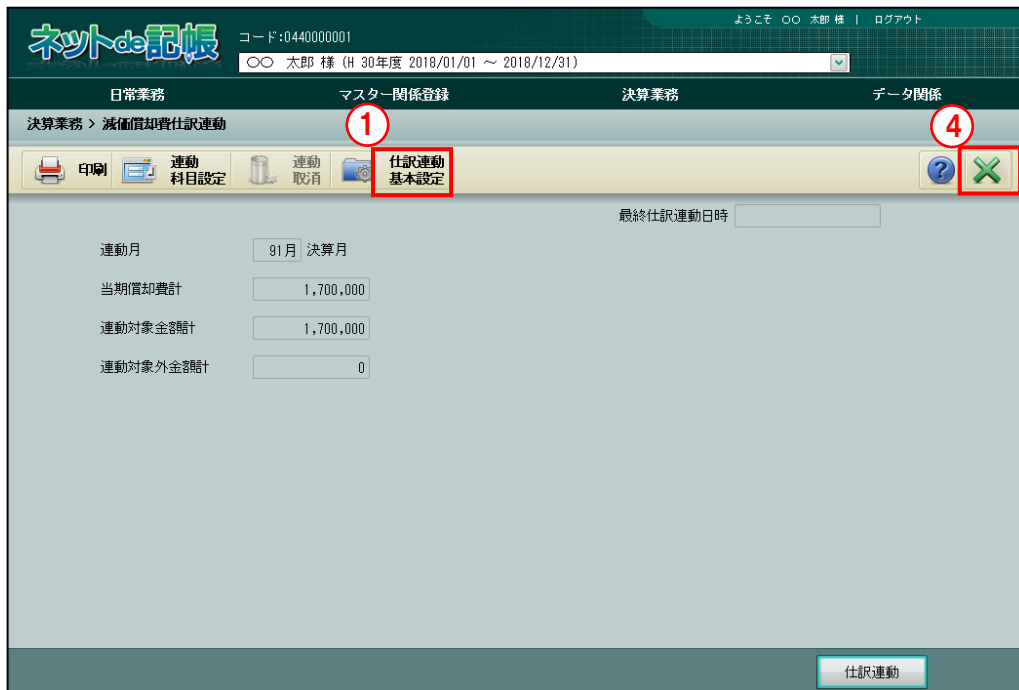 ようこそ 〇〇 太郎 様 | ログアウト
ネットde記帳
コード:0440000001
〇〇 太郎 様 (H 30年度 2018/01/01 ～ 2018/12/31)
日常業務 マスター関係登録 決算業務 データ関係
決算業務 > 減価償却費仕訳連動
① ④
印刷 連動科目設定 連動取消 仕訳連動基本設定 ?
最終仕訳連動日時
連動月 91月 決算月
当期償却費計 1,700,000
連動対象金額計 1,700,000
連動対象外金額計 0
仕訳連動